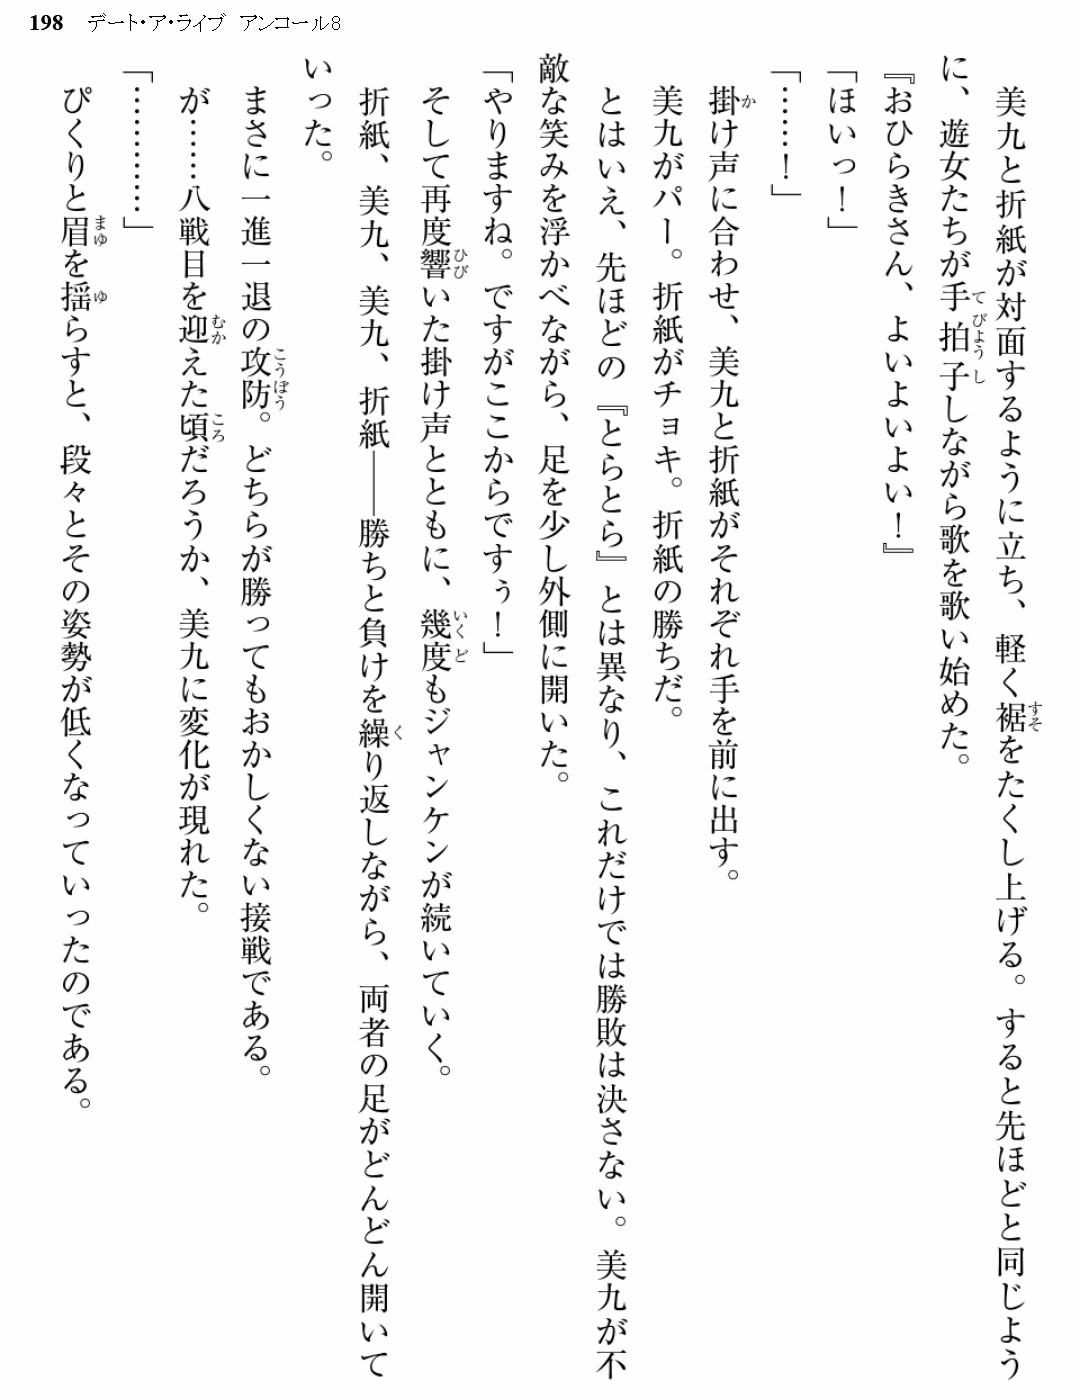 198 デート・ア・ライブ アンコール8
美九と折紙が対面するように立ち、軽く裾をたくし上げる。すると先ほどと同じよう
に、遊女たちが手拍子しながら歌を歌い始めた。
『おひらきさん、よいよいよい！』
「ほいっ！」
「……！」
掛け声に合わせ、美九と折紙がそれぞれ手を前に出す。
美九がパー。折紙がチョキ。折紙の勝ちだ。
とはいえ、先ほどの『とらとら』とは異なり、これだけでは勝敗は決さない。美九が不
敵な笑みを浮かべながら、足を少し外側に開いた。
「やりますね。ですがここからですぅ！」
そして再度響いた掛け声とともに、幾度もジャンケンが続いていく。
折紙、美九、美九、折紙――勝ちと負けを繰り返しながら、両者の足がどんどん開いて
いった。
まさに一進一退の攻防。どちらが勝ってもおかしくない接戦である。
が……八戦目を迎えた頃だろうか、美九に変化が現れた。
「…………」
ぴくりと眉を揺らすと、段々とその姿勢が低くなっていったのである。